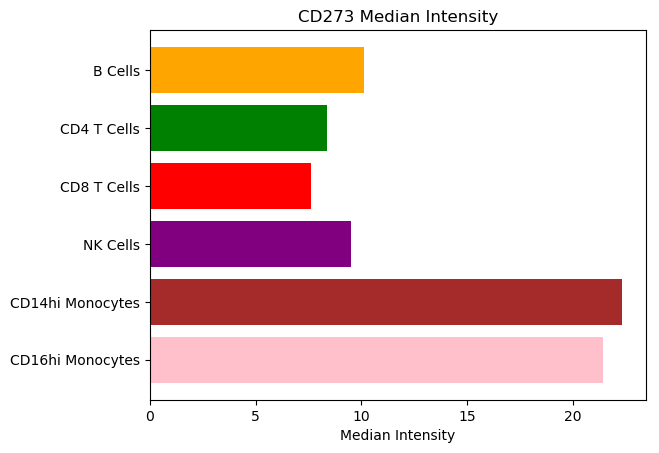 CD273 Median Intensity
B Cells
CD4 T Cells
CD8 T Cells
NK Cells
CD14hi Monocytes
CD16hi Monocytes
0 5 10 15 20
Median Intensity